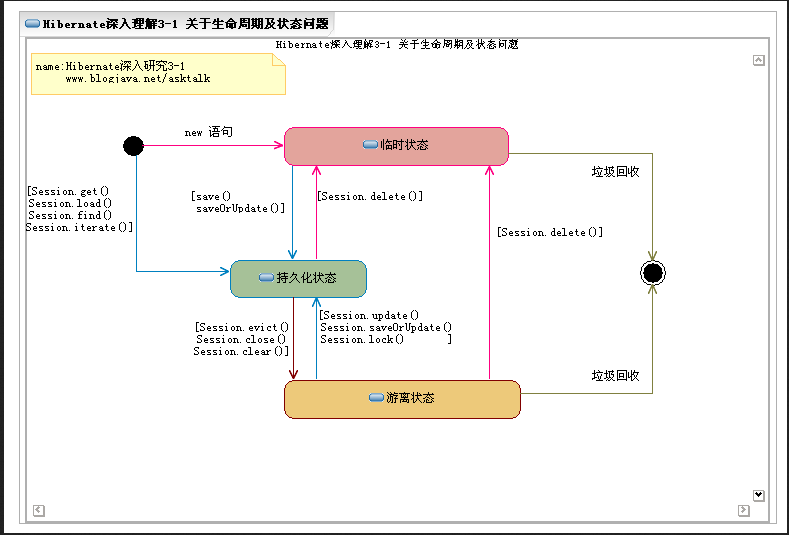 Hibernate深入理解3-1 关于生命周期及状态问题
Hibernate深入理解3-1 关于生命周期及状态问题
name:Hibernate深入研究3-1
www.blogjava.net/asktalk
new 语句
临时状态
垃圾回收
[Session.get()
Session.load()
Session.find()
Session.iterate()]
[save()
saveOrUpdate()]
[Session.delete()]
[Session.delete()]
持久化状态
[Session.evict()
Session.close()
Session.clear()]
[Session.update()
Session.saveOrUpdate()
Session.lock() ]
垃圾回收
游离状态